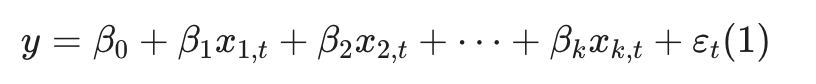 y = β₀ + β₁x₁,ₜ + β₂x₂,ₜ + ⋯ + βₖxₖ,ₜ + εₜ(1)